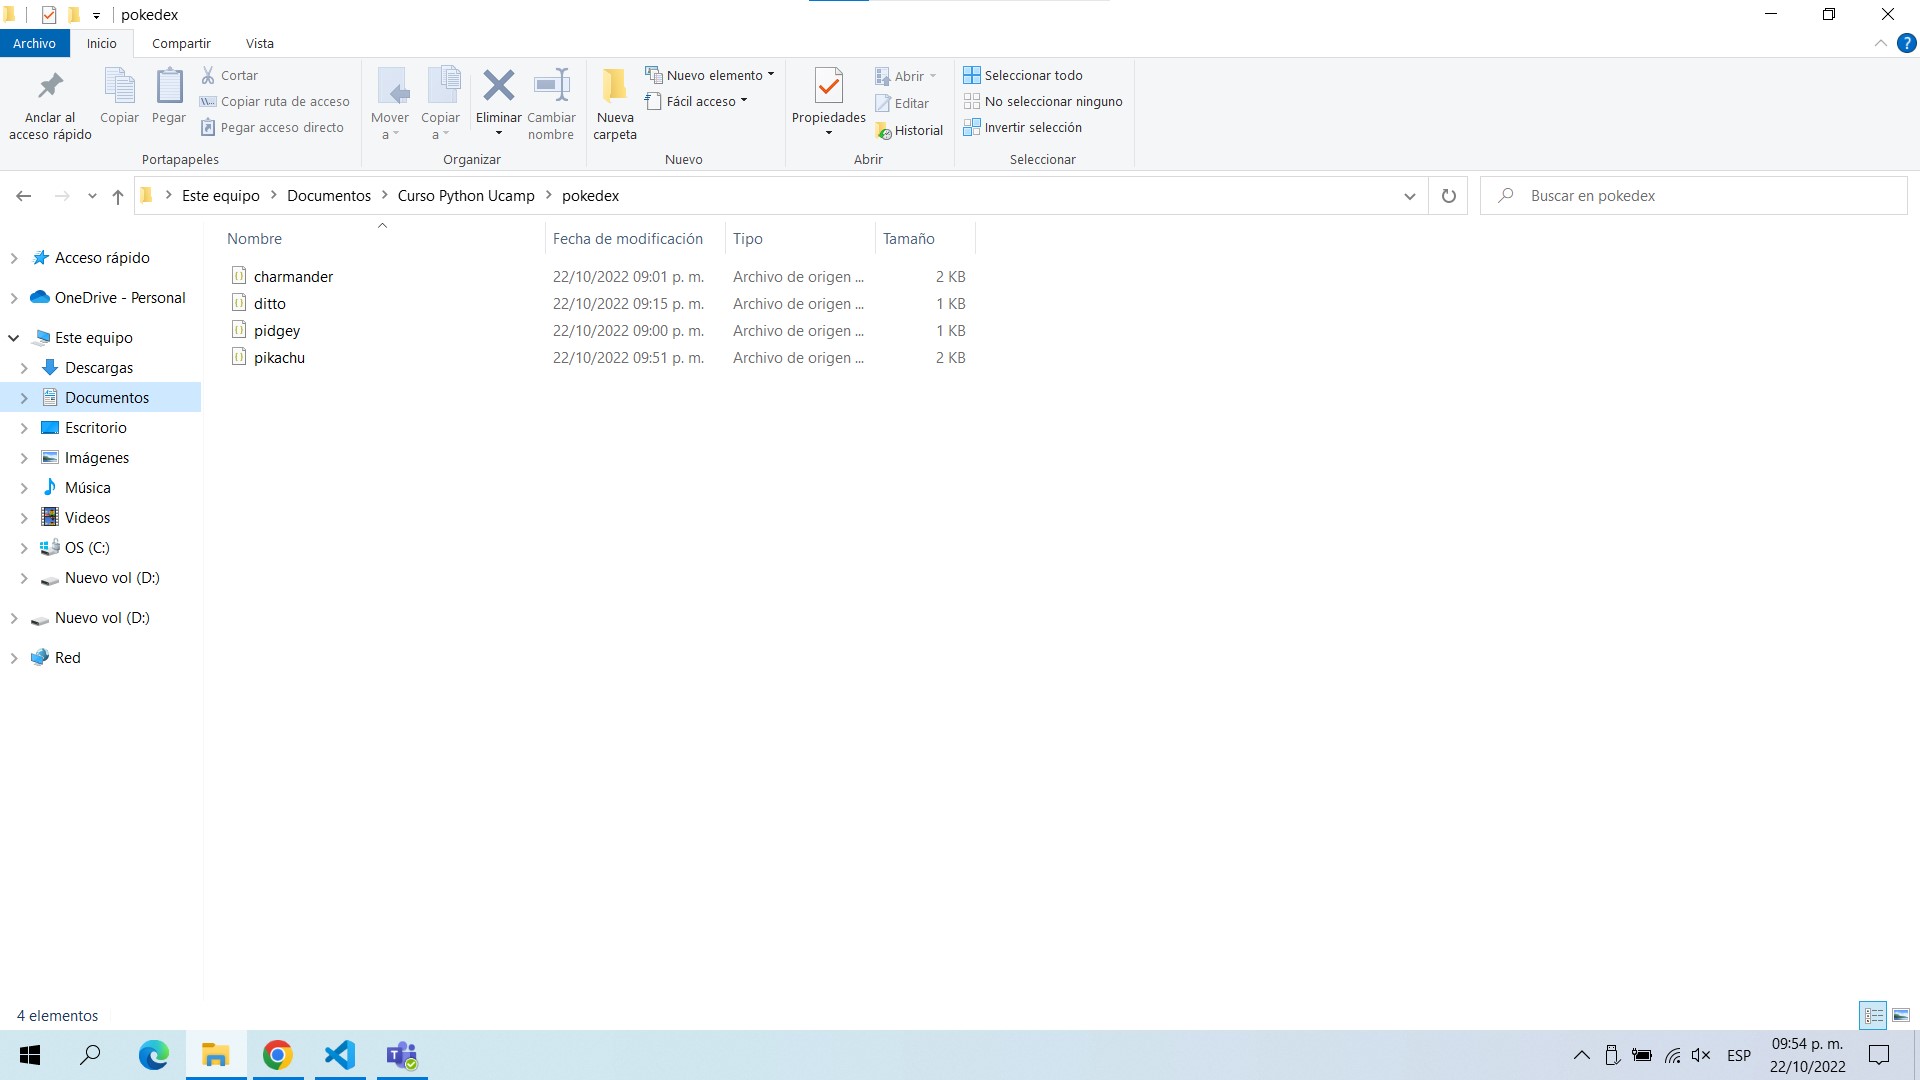 pokedex
Archivo Inicio Compartir Vista
Anclar al acceso rápido
Copiar
Pegar
Cortar
Copiar ruta de acceso
Pegar acceso directo
Portapapeles
Mover a
Copiar a
Eliminar
Cambiar nombre
Organizar
Nueva carpeta
Nuevo elemento
Fácil acceso
Nuevo
Propiedades
Abrir
Editar
Historial
Abrir
Seleccionar todo
No seleccionar ninguno
Invertir selección
Seleccionar
Este equipo > Documentos > Curso Python Ucamp > pokedex
Buscar en pokedex
Acceso rápido
OneDrive - Personal
Este equipo
Descargas
Documentos
Escritorio
Imágenes
Música
Videos
OS (C:)
Nuevo vol (D:)
Nuevo vol (D:)
Red
Nombre Fecha de modificación Tipo Tamaño
charmander 22/10/2022 09:01 p. m. Archivo de origen ... 2 KB
ditto 22/10/2022 09:15 p. m. Archivo de origen ... 1 KB
pidgey 22/10/2022 09:00 p. m. Archivo de origen ... 1 KB
pikachu 22/10/2022 09:51 p. m. Archivo de origen ... 2 KB
4 elementos
ESP
09:54 p. m.
22/10/2022